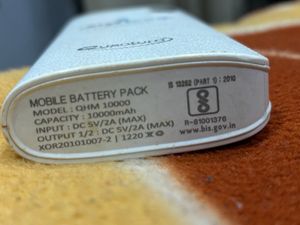 MOBILE BATTERY PACK
MODEL : QHM 10000
CAPACITY : 10000mAh
INPUT : DC 5V/2A (MAX)
OUTPUT 1/2 : DC 5V/2A (MAX)
XOR20101007-2 | 1220
IS 13252 (PART 1) : 2010
R-81001376
www.bis.gov.in